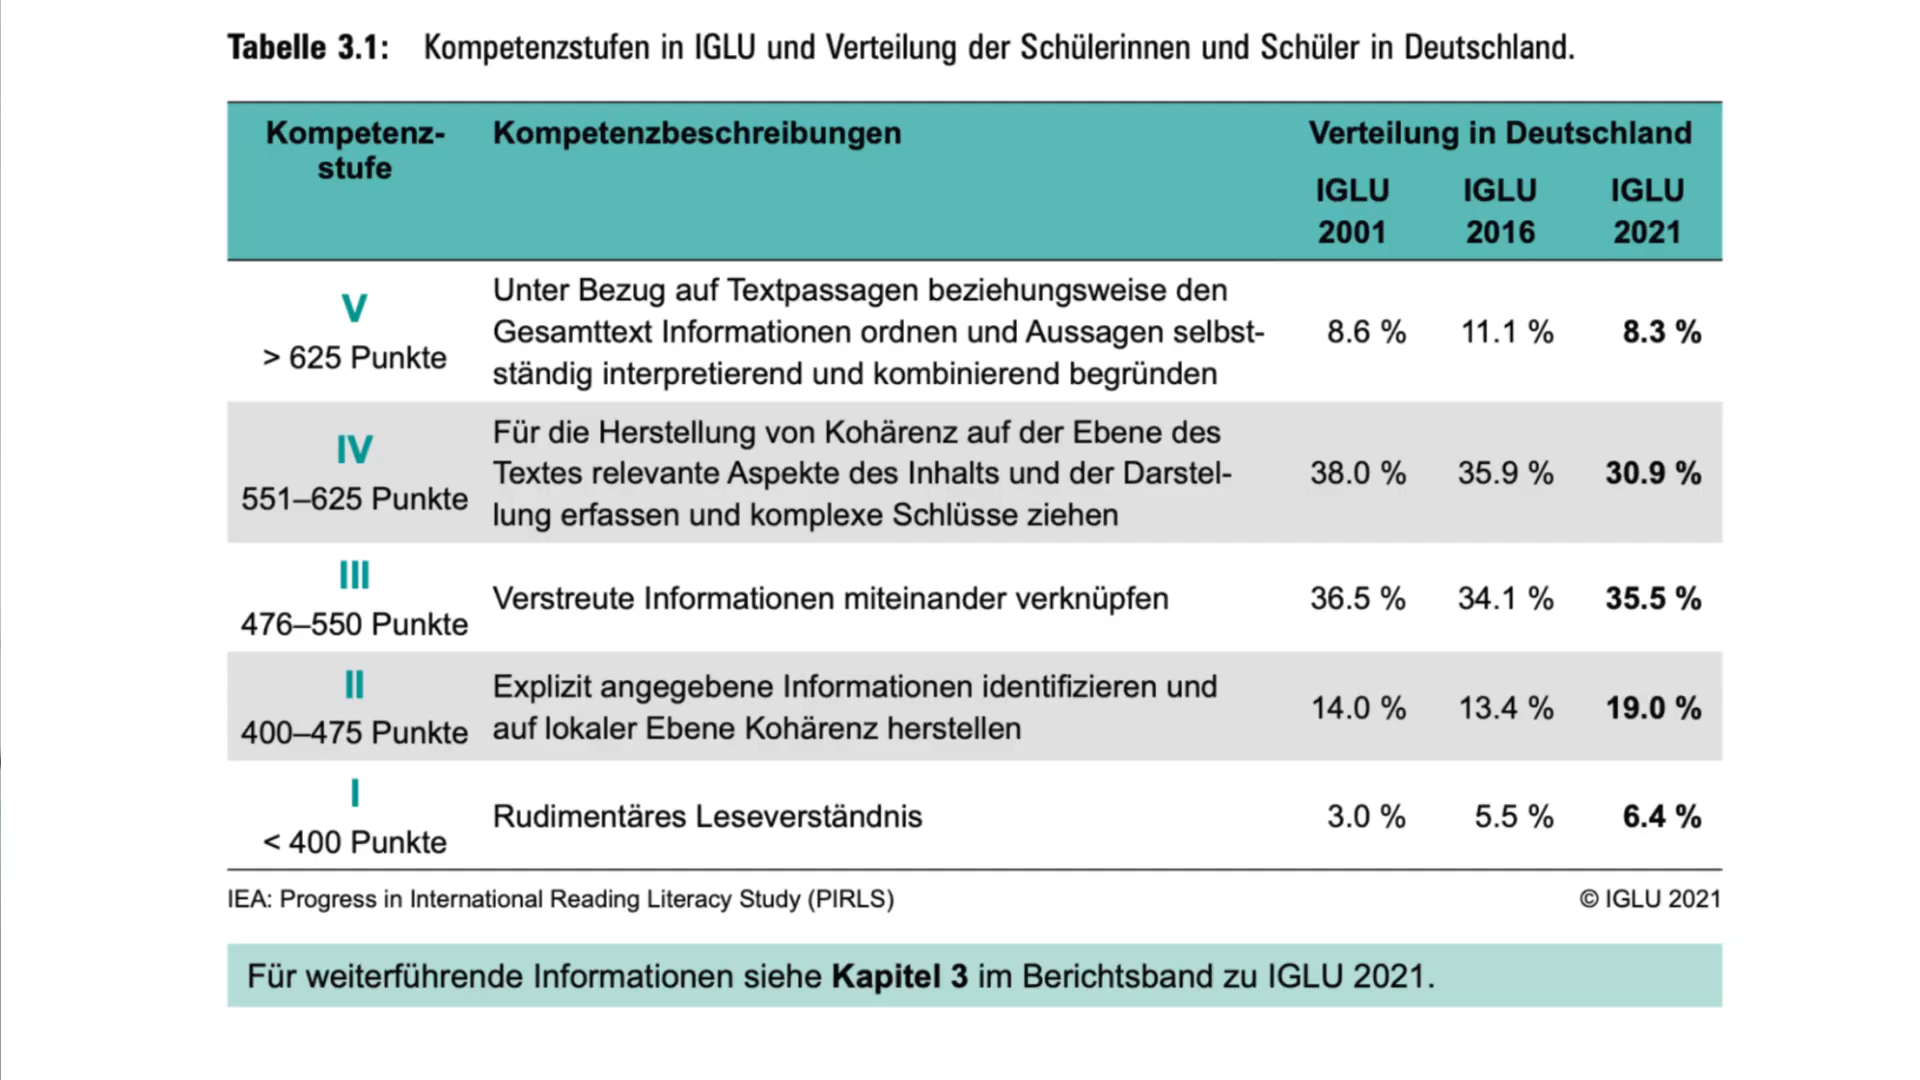 Tabelle 3.1: Kompetenzstufen in IGLU und Verteilung der Schülerinnen und Schüler in Deutschland.
Kompetenz-
stufe
Kompetenzbeschreibungen
Verteilung in Deutschland
IGLU 2001
IGLU 2016
IGLU 2021
V
> 625 Punkte
Unter Bezug auf Textpassagen beziehungsweise den
Gesamttext Informationen ordnen und Aussagen selbst-
ständig interpretierend und kombinierend begründen
8.6 % 11.1 % 8.3 %
IV
551–625 Punkte
Für die Herstellung von Kohärenz auf der Ebene des
Textes relevante Aspekte des Inhalts und der Darstel-
lung erfassen und komplexe Schlüsse ziehen
38.0 % 35.9 % 30.9 %
III
476–550 Punkte
Verstreute Informationen miteinander verknüpfen
36.5 % 34.1 % 35.5 %
II
400–475 Punkte
Explizit angegebene Informationen identifizieren und
auf lokaler Ebene Kohärenz herstellen
14.0 % 13.4 % 19.0 %
I
< 400 Punkte
Rudimentäres Leseverständnis
3.0 % 5.5 % 6.4 %
IEA: Progress in International Reading Literacy Study (PIRLS)
© IGLU 2021
Für weiterführende Informationen siehe Kapitel 3 im Berichtsband zu IGLU 2021.